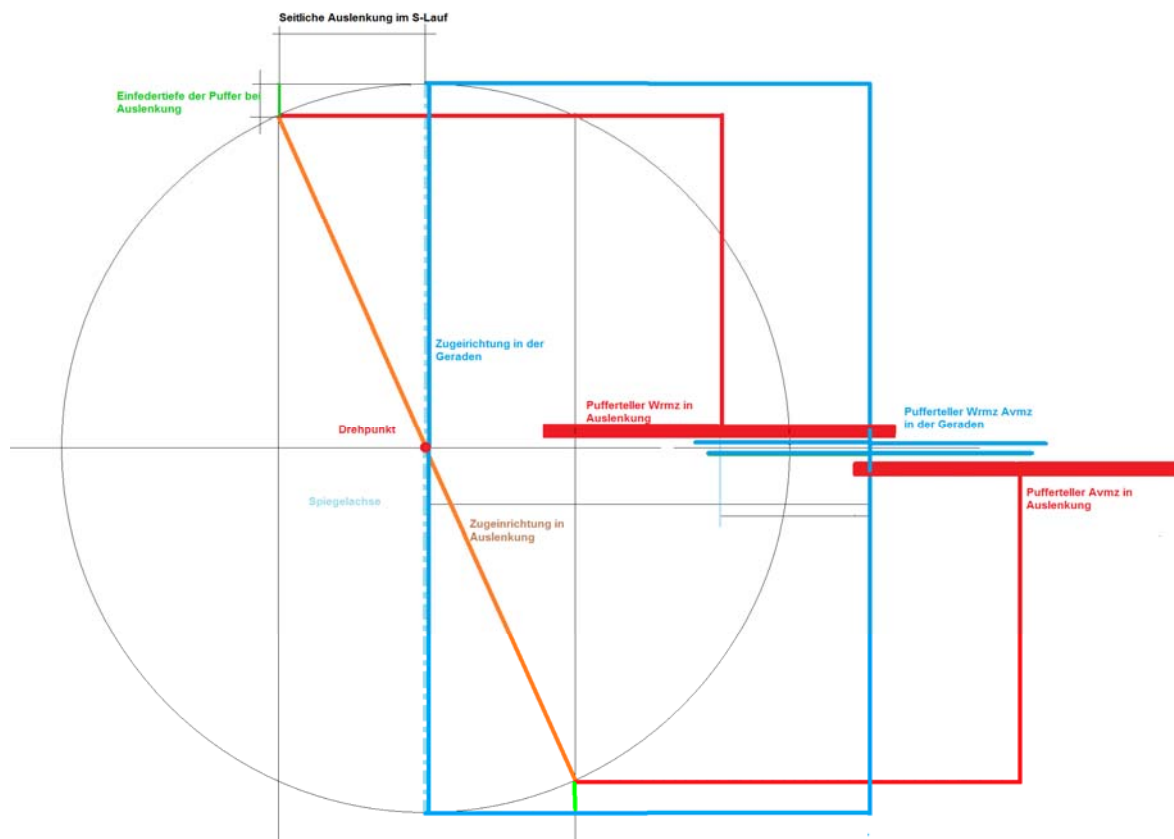 Seitliche Auslenkung im S-Lauf
Einfedertiefe der Puffer bei
Auslenkung
Zugeirichtung in der
Geraden
Pufferteller Wrmz in
Auslenkung
Pufferteller Wrmz Avmz
in der Geraden
Drehpunkt
Pufferteller Avmz in
Auslenkung
Spiegelachse
Zugeinrichtung in
Auslenkung